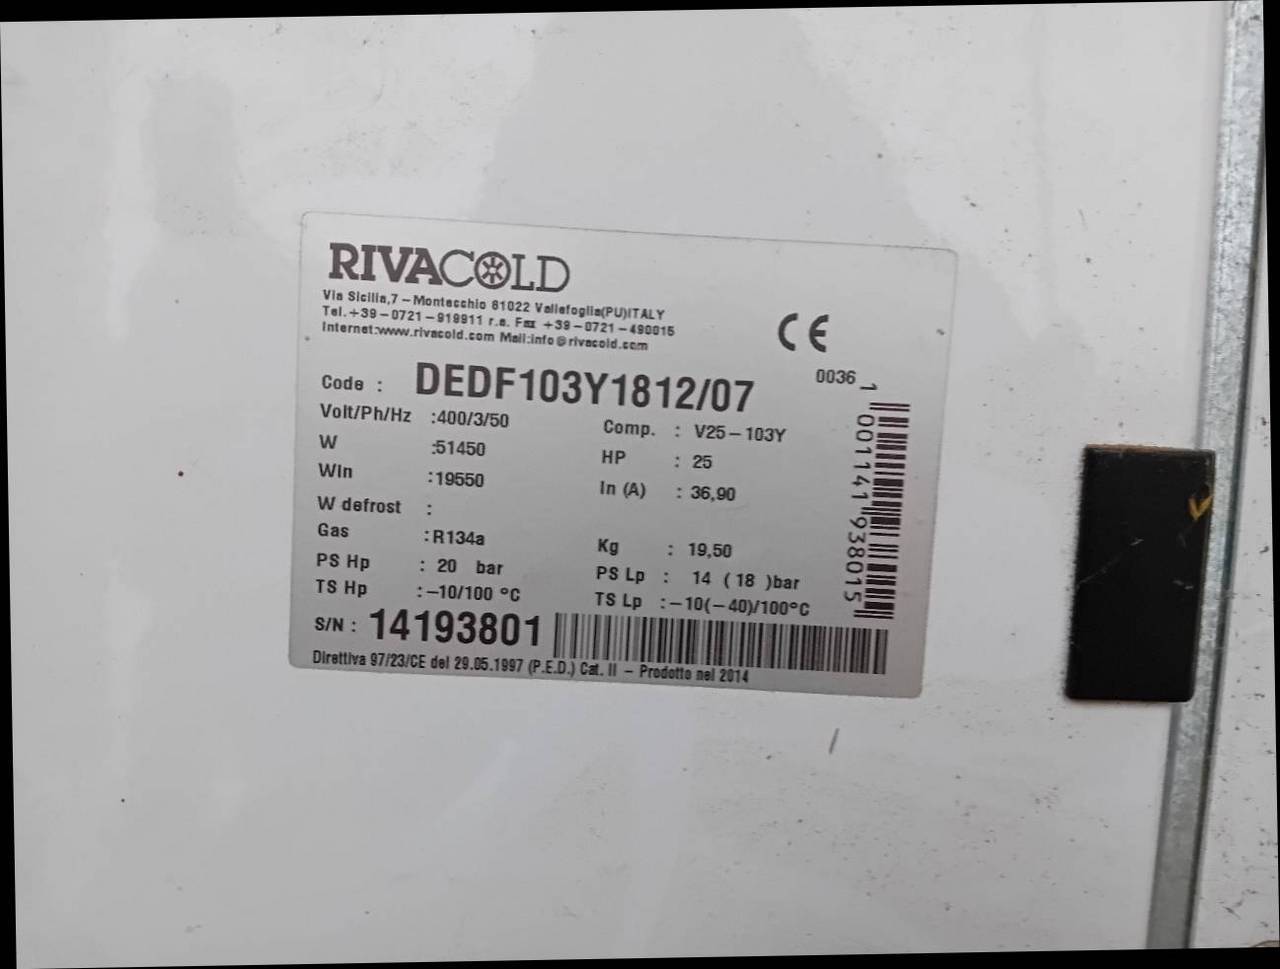 RIVACOLD
Via Sicilia,7 – Montecchio 61022 Vallefoglia(PU)ITALY
Tel.+39–0721–919911 r.a. Fax +39–0721–490015
Internet:www.rivacold.com Mail:info@rivacold.com
CE
0036
Code : DEDF103Y1812/07
Volt/Ph/Hz :400/3/50 Comp. : V25–103Y
W :51450 HP : 25
Win :19550 In (A) : 36,90
W defrost :
Gas :R134a Kg : 19,50
PS Hp : 20 bar PS Lp : 14 ( 18 )bar
TS Hp :–10/100 °C TS Lp :–10(–40)/100°C
S/N : 14193801
Direttiva 97/23/CE del 29.05.1997 (P.E.D.) Cat. II – Prodotto nel 2014
1 001141 938015